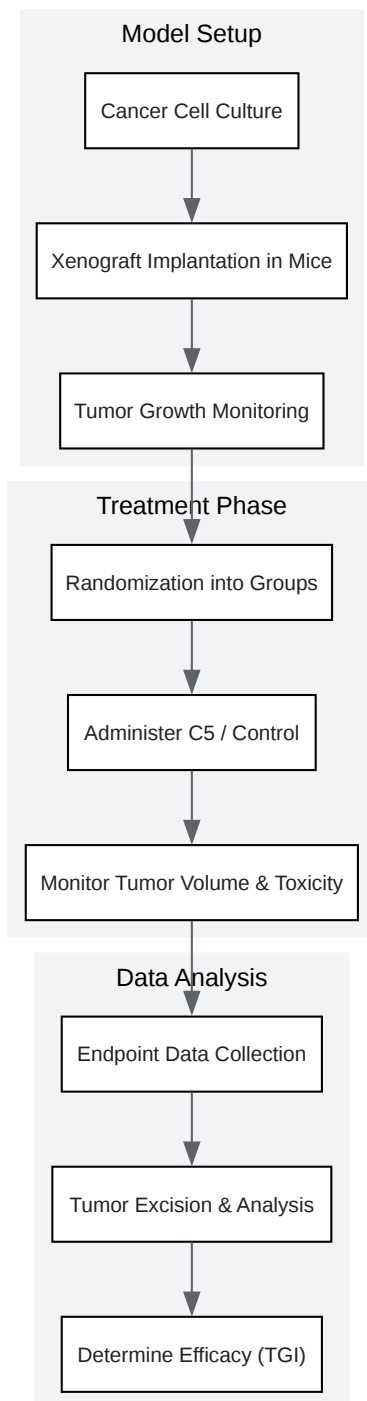 Model Setup
Cancer Cell Culture
Xenograft Implantation in Mice
Tumor Growth Monitoring
Treatment Phase
Randomization into Groups
Administer C5 / Control
Monitor Tumor Volume & Toxicity
Data Analysis
Endpoint Data Collection
Tumor Excision & Analysis
Determine Efficacy (TGI)